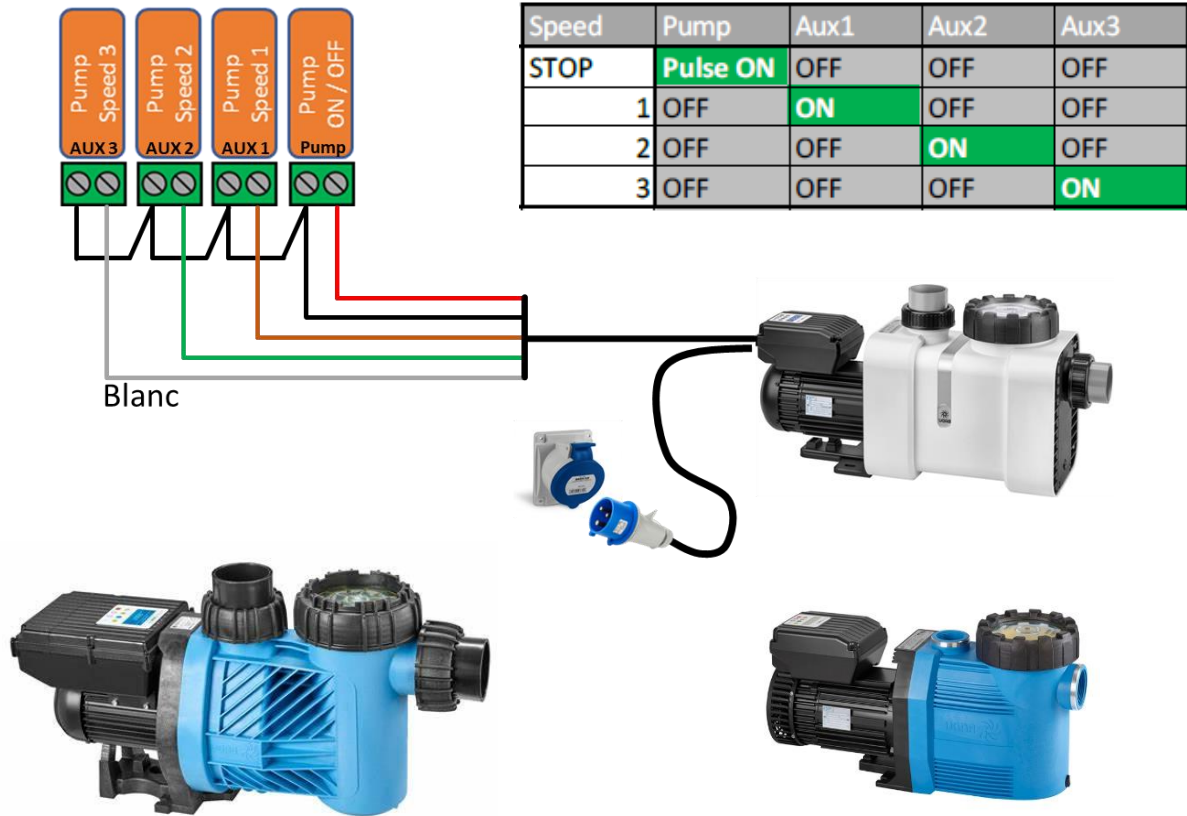 Pump
Speed 3
AUX 3
Pump
Speed 2
AUX 2
Pump
Speed 1
AUX 1
Pump
ON / OFF
Pump
Speed Pump Aux1 Aux2 Aux3
STOP Pulse ON OFF OFF OFF
1 OFF ON OFF OFF
2 OFF OFF ON OFF
3 OFF OFF OFF ON
Blanc